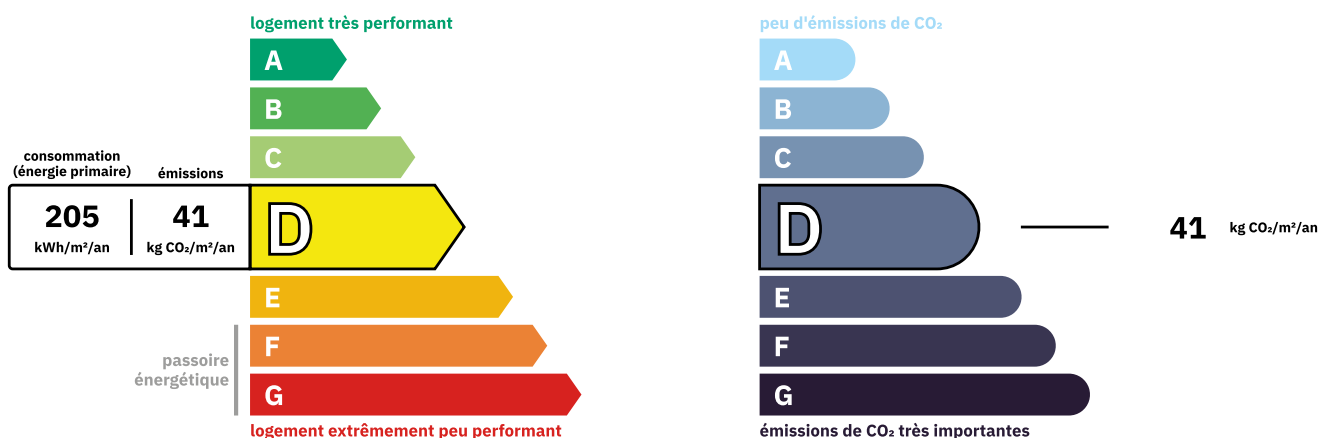 logement très performant
A
B
C
consommation
(énergie primaire)
émissions
205
kWh/m²/an
41
kg CO₂/m²/an
D
E
F
G
passoire
énergétique
logement extrêmement peu performant
peu d'émissions de CO₂
A
B
C
D
41
kg CO₂/m²/an
E
F
G
émissions de CO₂ très importantes